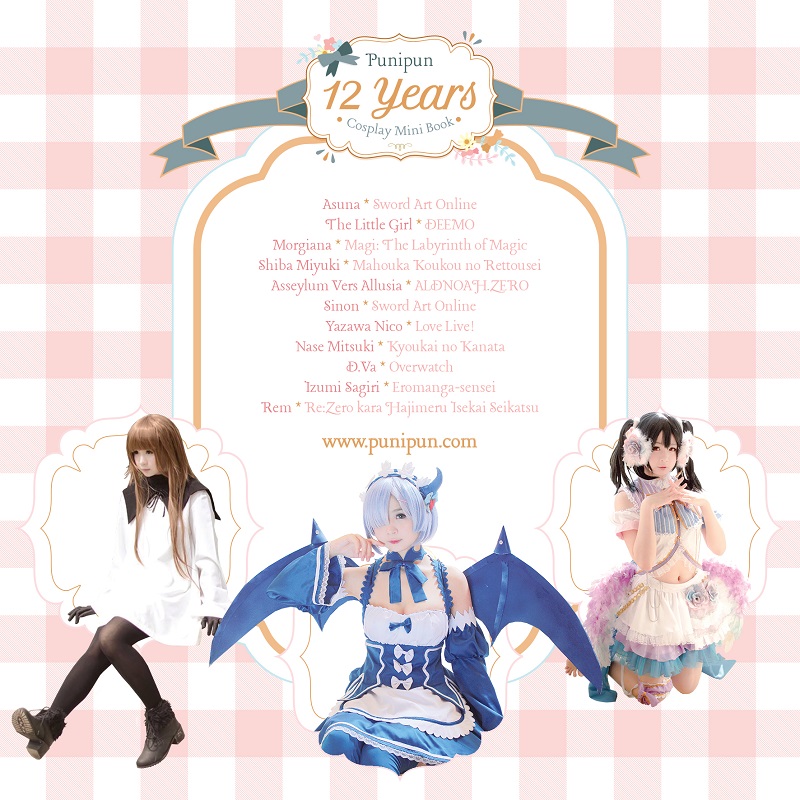 Punipun
12 Years
• Cosplay Mini Book •
Asuna * Sword Art Online
The Little Girl * DEEMO
Morgiana * Magi: The Labyrinth of Magic
Shiba Miyuki * Mahouka Koukou no Rettousei
Asseylum Vers Allusia * ALDNOAH.ZERO
Sinon * Sword Art Online
Yazawa Nico * Love Live!
Nase Mitsuki * Kyoukai no Kanata
D.Va * Overwatch
Izumi Sagiri * Eromanga-sensei
Rem * Re:Zero kara Hajimeru Isekai Seikatsu
www.punipun.com